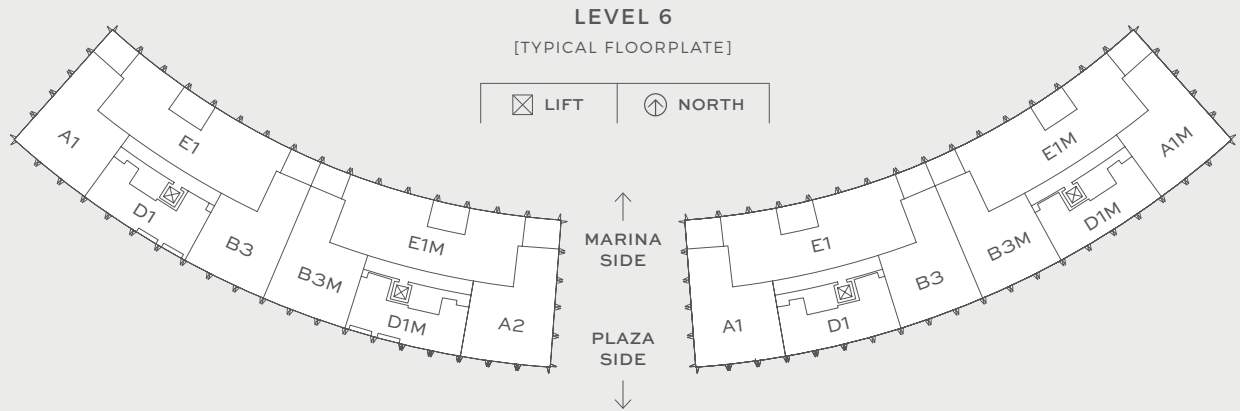 LEVEL 6
[TYPICAL FLOORPLATE]
LIFT
NORTH
A1
E1
D1
B3
B3M
E1M
D1M
A2
MARINA
SIDE
PLAZA
SIDE
A1
E1
D1
B3
B3M
E1M
D1M
A1M